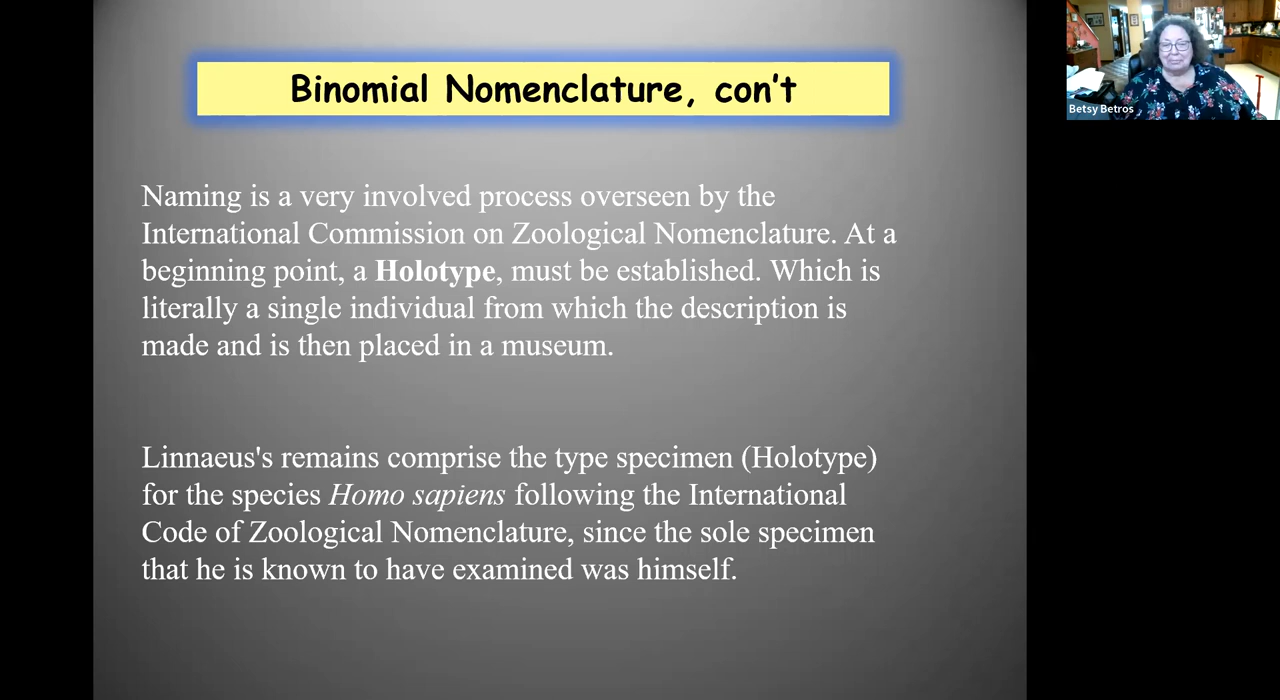 Binomial Nomenclature, con't
Betsy Betros
Naming is a very involved process overseen by the
International Commission on Zoological Nomenclature. At a
beginning point, a Holotype, must be established. Which is
literally a single individual from which the description is
made and is then placed in a museum.
Linnaeus's remains comprise the type specimen (Holotype)
for the species Homo sapiens following the International
Code of Zoological Nomenclature, since the sole specimen
that he is known to have examined was himself.